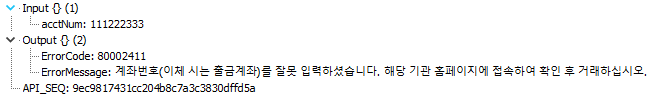 Input {} (1)
acctNum: 111222333
Output {} (2)
ErrorCode: 80002411
ErrorMessage: 계좌번호(이체 시는 출금계좌)를 잘못 입력하셨습니다. 해당 기관 홈페이지에 접속하여 확인 후 거래하십시오.
API_SEQ: 9ec9817431cc204b8c7a3c3830dffd5a